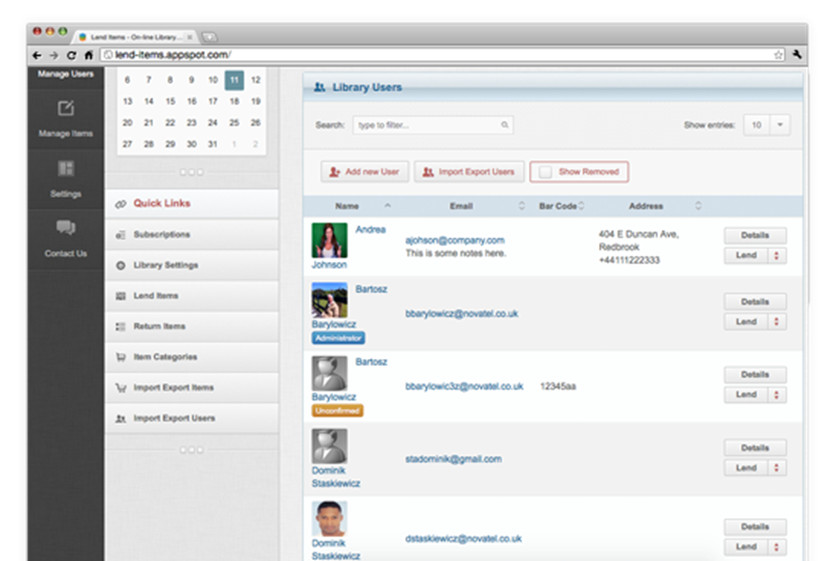 Lend Items - On-line Library...
lend-items.appspot.com/
Manage Users
Manage Items
Settings
Contact Us
6 7 8 9 10 11 12
13 14 15 16 17 18 19
20 21 22 23 24 25 26
27 28 29 30 31 1 2
Quick Links
Subscriptions
Library Settings
Lend Items
Return Items
Item Categories
Import Export Items
Import Export Users
Library Users
Search: type to filter...
Show entries: 10
Add new User
Import Export Users
Show Removed
Name Email Bar Code Address
Andrea
Johnson
ajohson@company.com
This is some notes here.
404 E Duncan Ave,
Redbrook
+44111222333
Details
Lend
Bartosz
Barylowicz
Administrator
bbarylowicz@novatel.co.uk
Details
Lend
Bartosz
Barylowicz
Unconfirmed
bbarylowic3z@novatel.co.uk
12345aa
Details
Lend
Dominik
Staskiewicz
stadominik@gmail.com
Details
Lend
Dominik
Staskiewicz
dstaskiewicz@novatel.co.uk
Details
Lend